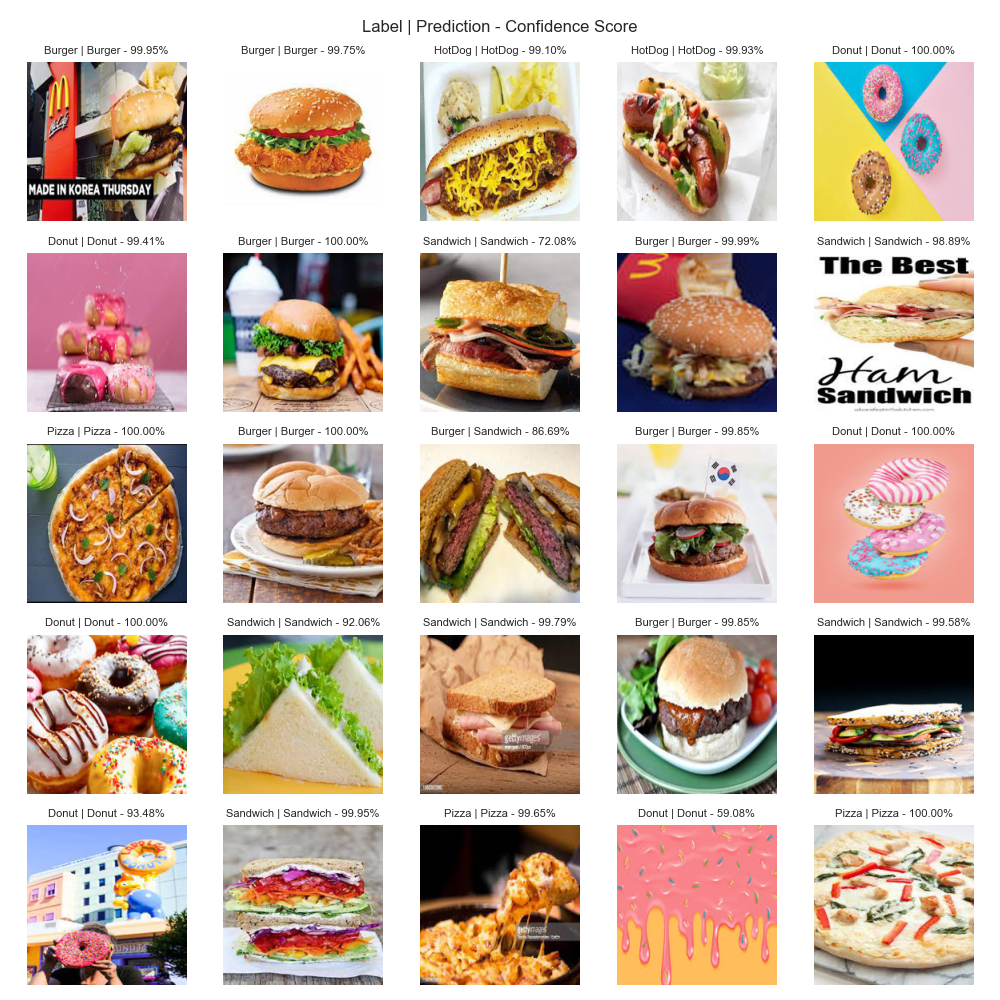 Label | Prediction - Confidence Score
Burger | Burger - 99.95%
Burger | Burger - 99.75%
HotDog | HotDog - 99.10%
HotDog | HotDog - 99.93%
Donut | Donut - 100.00%
McCafé
MADE IN KOREA THURSDAY
Donut | Donut - 99.41%
Burger | Burger - 100.00%
Sandwich | Sandwich - 72.08%
Burger | Burger - 99.99%
Sandwich | Sandwich - 98.89%
The Best
Ham
Sandwich
Pizza | Pizza - 100.00%
Burger | Burger - 100.00%
Burger | Sandwich - 86.69%
Burger | Burger - 99.85%
Donut | Donut - 100.00%
Donut | Donut - 100.00%
Sandwich | Sandwich - 92.06%
Sandwich | Sandwich - 99.79%
Burger | Burger - 99.85%
Sandwich | Sandwich - 99.58%
gettyimages
Donut | Donut - 93.48%
Sandwich | Sandwich - 99.95%
Pizza | Pizza - 99.65%
Donut | Donut - 59.08%
Pizza | Pizza - 100.00%
gettyimages